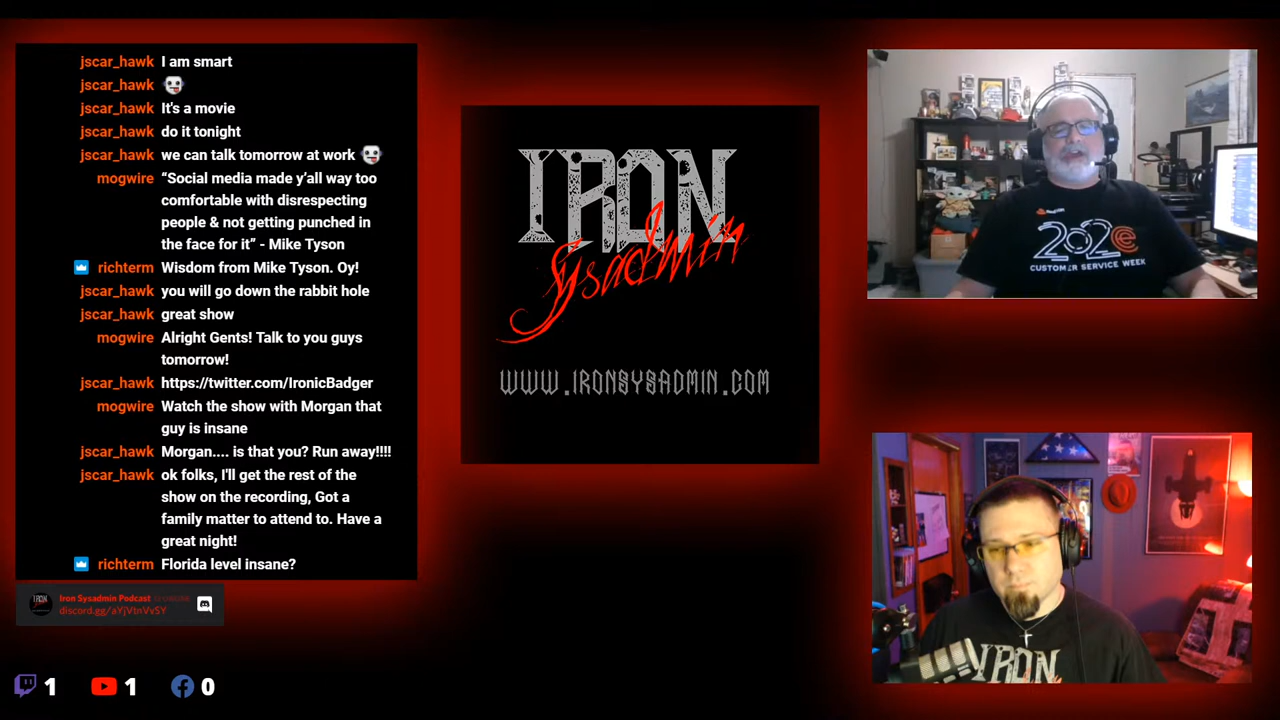 jscar_hawk I am smart
jscar_hawk
jscar_hawk It's a movie
jscar_hawk do it tonight
jscar_hawk we can talk tomorrow at work
mogwire “Social media made y’all way too
comfortable with disrespecting
people & not getting punched in
the face for it” - Mike Tyson
richterm Wisdom from Mike Tyson. Oy!
jscar_hawk you will go down the rabbit hole
jscar_hawk great show
mogwire Alright Gents! Talk to you guys
tomorrow!
jscar_hawk https://twitter.com/IronicBadger
mogwire Watch the show with Morgan that
guy is insane
jscar_hawk Morgan.... is that you? Run away!!!!
jscar_hawk ok folks, I'll get the rest of the
show on the recording, Got a
family matter to attend to. Have a
great night!
richterm Florida level insane?
Iron Sysadmin Podcast
discord.gg/aYjVtnVvSY
1 1 0
IRON
Sysadmin
WWW.IRONSYSADMIN.COM
202e
CUSTOMER SERVICE WEEK
IRON